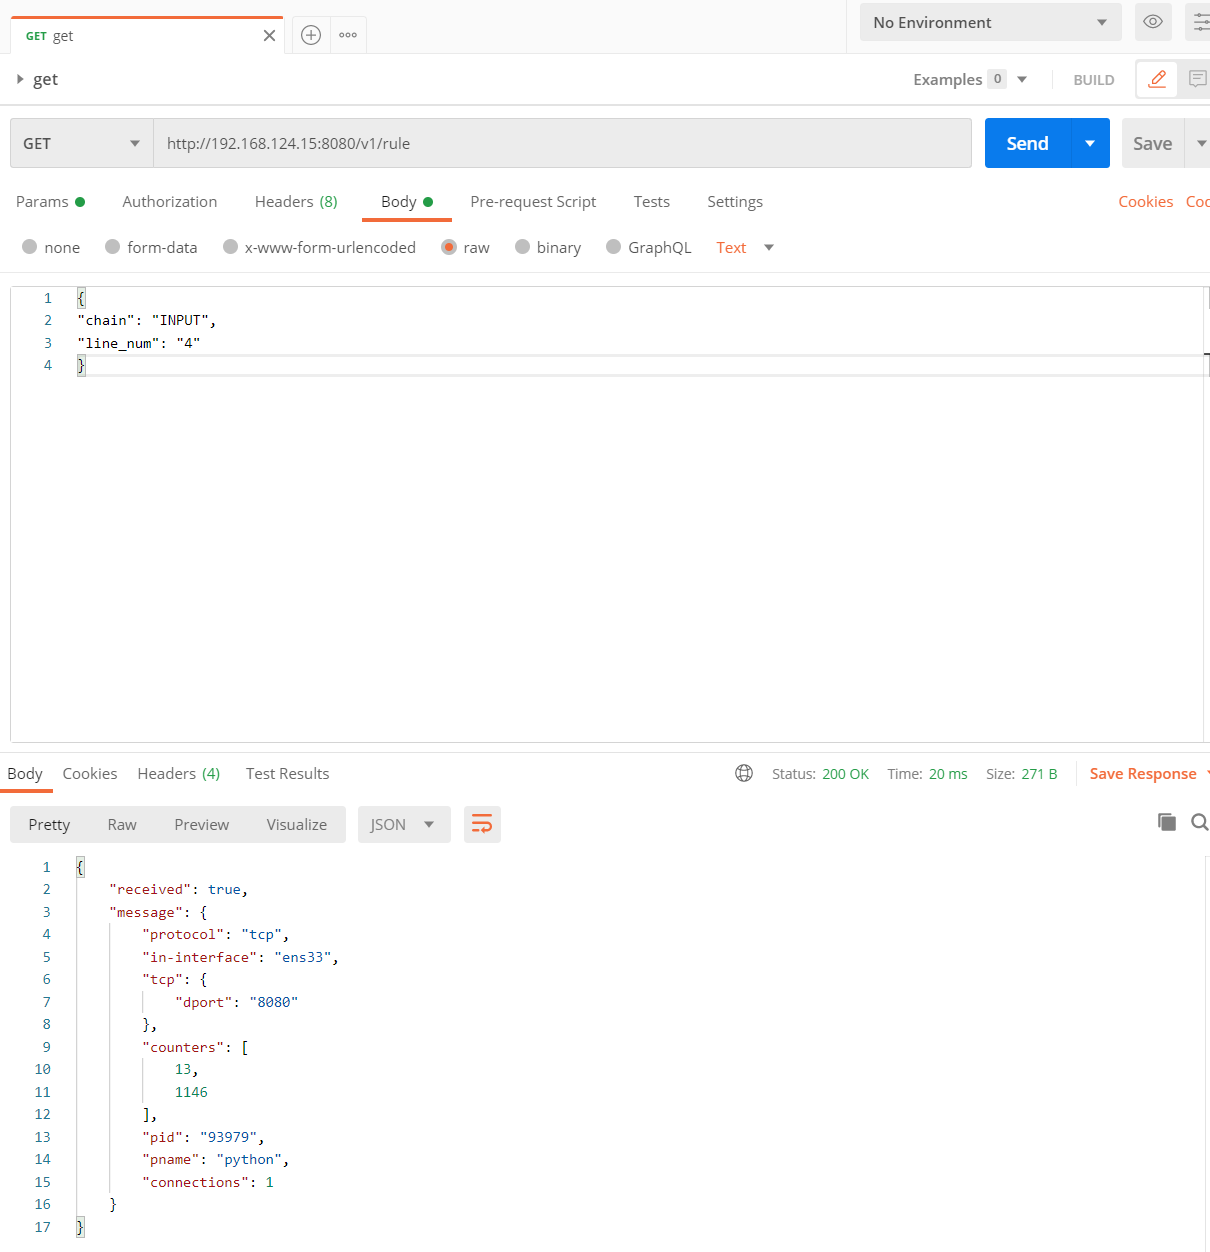 GET get
No Environment
get
Examples 0
BUILD
GET http://192.168.124.15:8080/v1/rule
Send
Save
Params Authorization Headers (8) Body Pre-request Script Tests Settings
Cookies Coc
none form-data x-www-form-urlencoded raw binary GraphQL Text
1 {
2 "chain": "INPUT",
3 "line_num": "4"
4 }
Body Cookies Headers (4) Test Results
Status: 200 OK Time: 20 ms Size: 271 B Save Response
Pretty Raw Preview Visualize JSON
1 {
2 "received": true,
3 "message": {
4 "protocol": "tcp",
5 "in-interface": "ens33",
6 "tcp": {
7 "dport": "8080"
8 },
9 "counters": [
10 13,
11 1146
12 ],
13 "pid": "93979",
14 "pname": "python",
15 "connections": 1
16 }
17 }